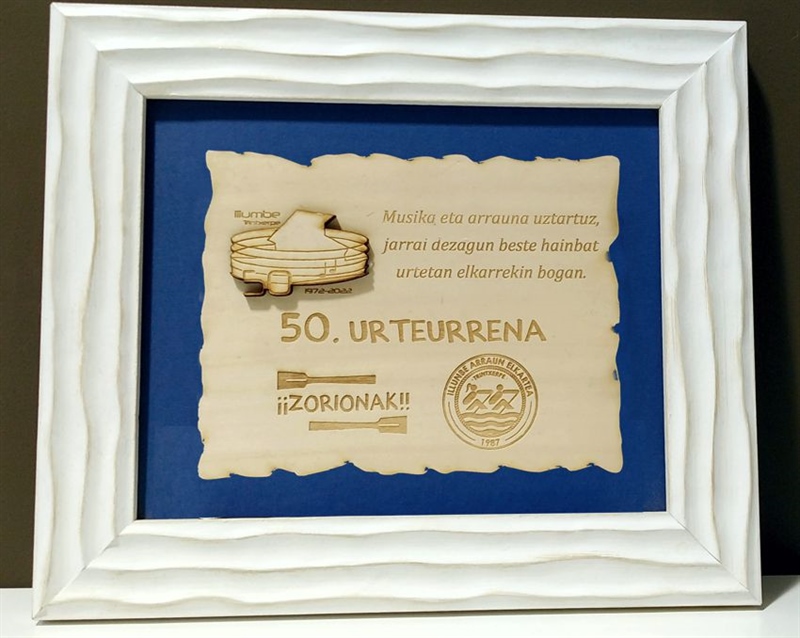 illumbe
Trintxerpe
1972-2022
Musika eta arrauna uztartuz,
jarrai dezagun beste hainbat
urtetan elkarrekin bogan.
50. URTEURRENA
¡¡ZORIONAK!!
ILLUNBE ARRAUN ELKARTEA
TRINTXERPE
1987